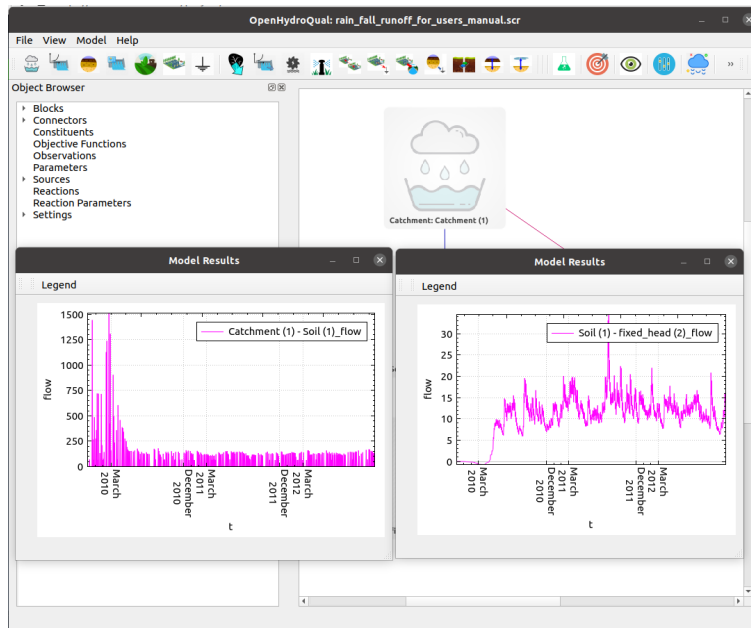 OpenHydroQual: rain_fall_runoff_for_users_manual.scr
File View Model Help
»
Object Browser
Blocks
Connectors
Constituents
Objective Functions
Observations
Parameters
Sources
Reactions
Reaction Parameters
Settings
Catchment: Catchment (1)
Model Results
Legend
Catchment (1) - Soil (1)_flow
1500
1250
1000
750
500
250
0
flow
March 2010
December 2010
March 2011
December 2011
March 2012
t
Model Results
Legend
Soil (1) - fixed_head (2)_flow
30
25
20
15
10
5
0
flow
March 2010
December 2010
March 2011
December 2011
March 2012
t